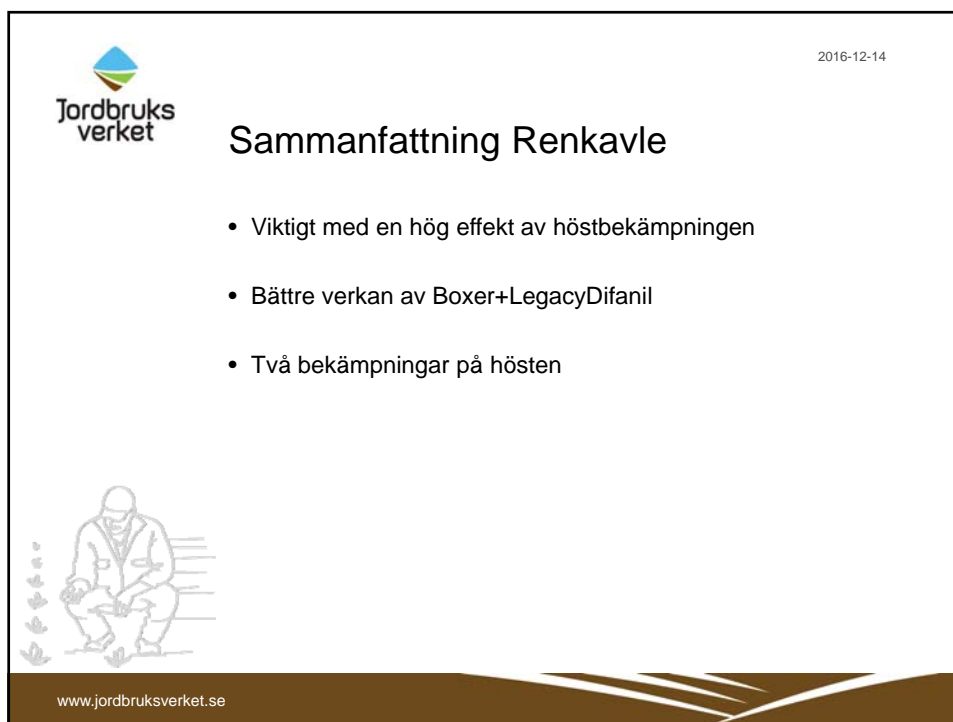 2016-12-14
Jordbruks
verket
Sammanfattning Renkavle
• Viktigt med en hög effekt av höstbekämpningen
• Bättre verkan av Boxer+LegacyDifanil
• Två bekämpningar på hösten
www.jordbruksverket.se